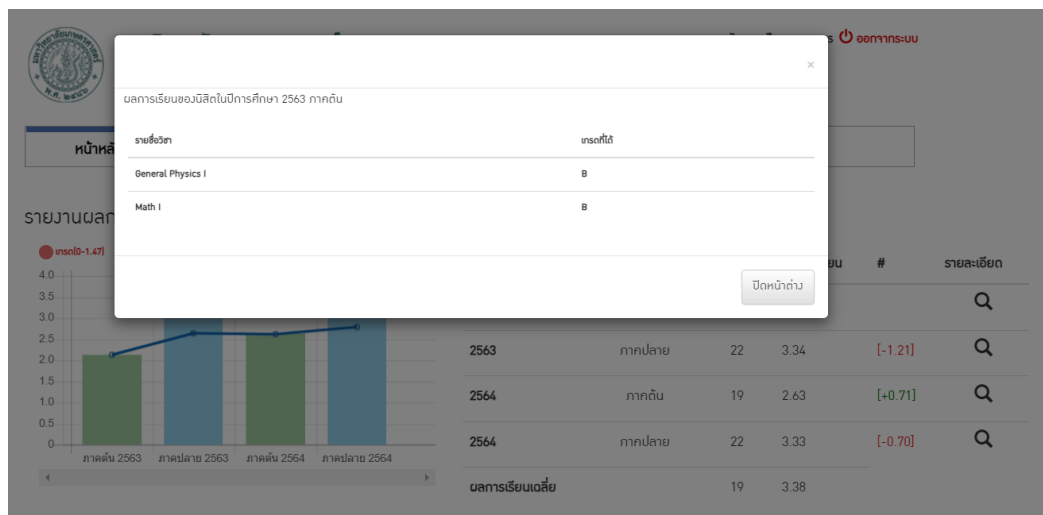 ออกจากระบบ
×
ผลการเรียนของนิสิตในปีการศึกษา 2563 ภาคต้น
รายชื่อวิชา เกรดที่ได้
General Physics I B
Math I B
ปิดหน้าต่าง
หน้าหลั
รายงานผลก
เกรด(0-1.47)
4.0
3.5
3.0
2.5
2.0
1.5
1.0
0.5
0
ภาคต้น 2563 ภาคปลาย 2563 ภาคต้น 2564 ภาคปลาย 2564
# รายละเอียด
2563 ภาคปลาย 22 3.34 [-1.21]
2564 ภาคต้น 19 2.63 [+0.71]
2564 ภาคปลาย 22 3.33 [-0.70]
ผลการเรียนเฉลี่ย 19 3.38